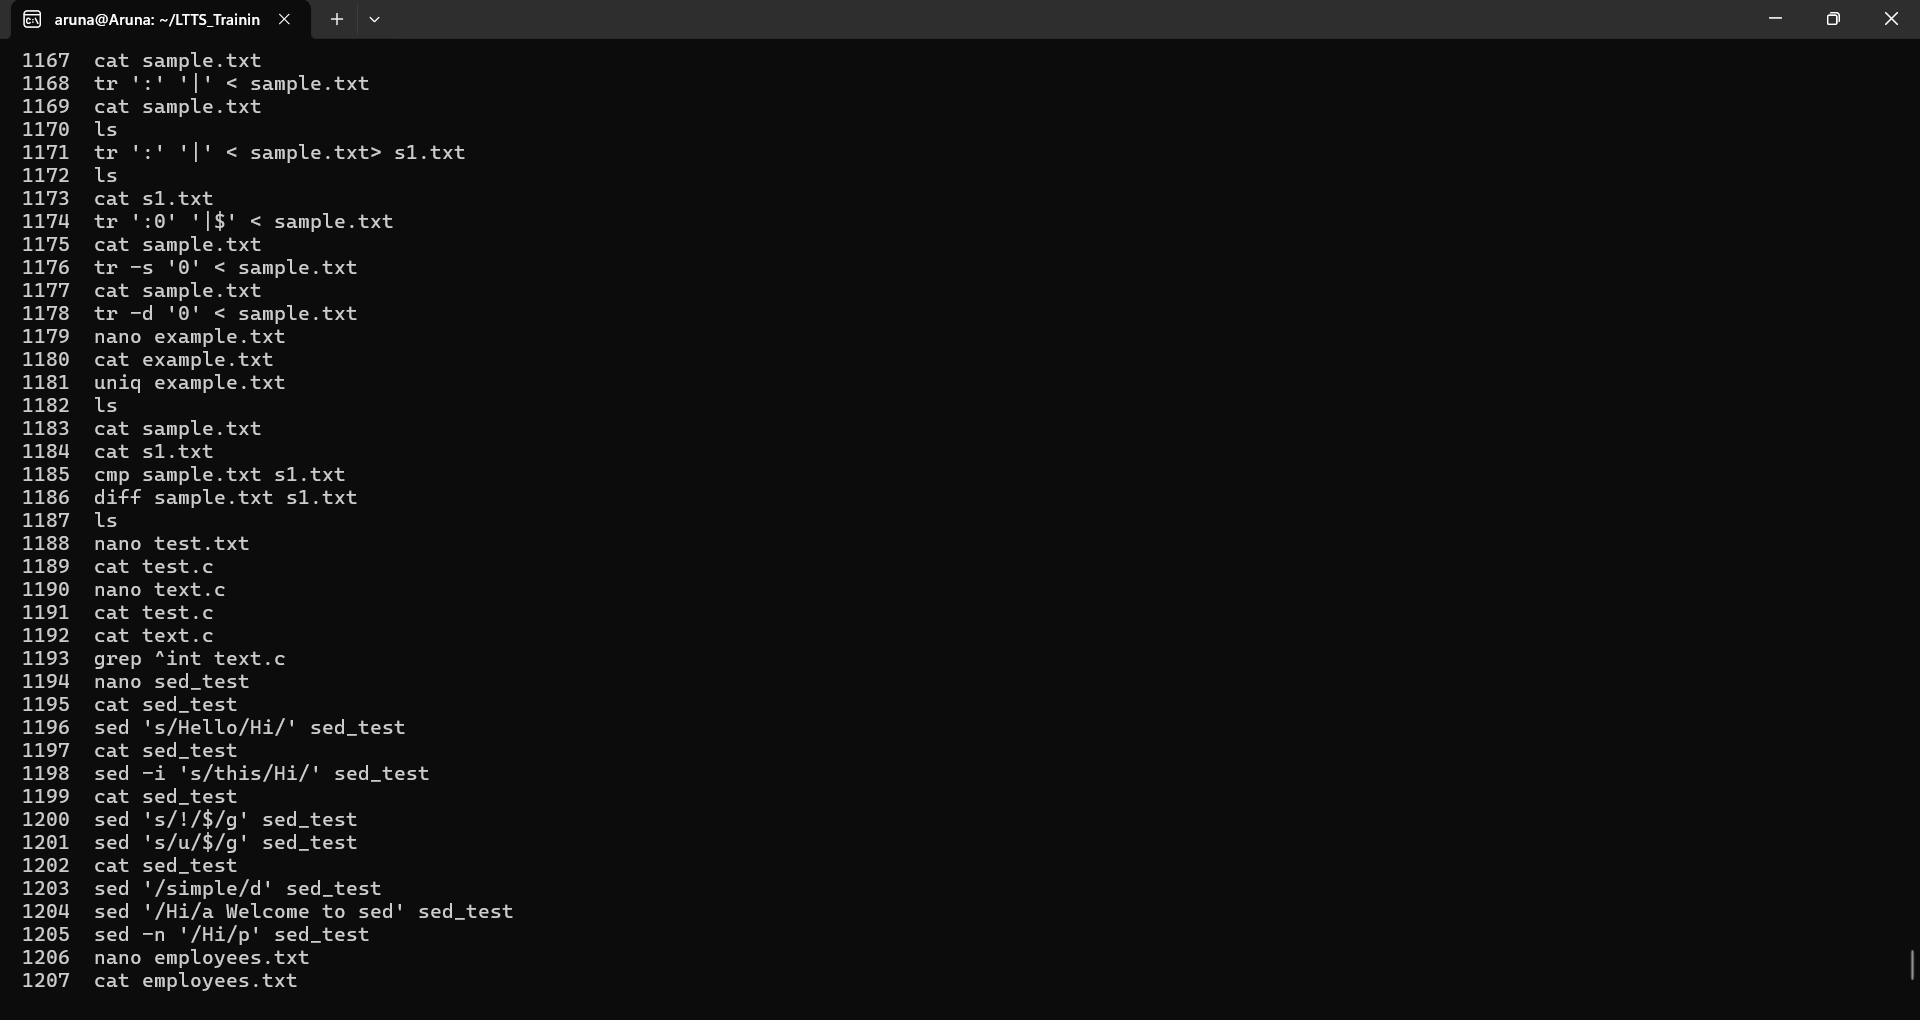 aruna@Aruna: ~/LTTS_Trainin
1167 cat sample.txt
1168 tr ':' '|' < sample.txt
1169 cat sample.txt
1170 ls
1171 tr ':' '|' < sample.txt> s1.txt
1172 ls
1173 cat s1.txt
1174 tr ':0' '|$' < sample.txt
1175 cat sample.txt
1176 tr -s '0' < sample.txt
1177 cat sample.txt
1178 tr -d '0' < sample.txt
1179 nano example.txt
1180 cat example.txt
1181 uniq example.txt
1182 ls
1183 cat sample.txt
1184 cat s1.txt
1185 cmp sample.txt s1.txt
1186 diff sample.txt s1.txt
1187 ls
1188 nano test.txt
1189 cat test.c
1190 nano text.c
1191 cat test.c
1192 cat text.c
1193 grep ^int text.c
1194 nano sed_test
1195 cat sed_test
1196 sed 's/Hello/Hi/' sed_test
1197 cat sed_test
1198 sed -i 's/this/Hi/' sed_test
1199 cat sed_test
1200 sed 's/!/$/g' sed_test
1201 sed 's/u/$/g' sed_test
1202 cat sed_test
1203 sed '/simple/d' sed_test
1204 sed '/Hi/a Welcome to sed' sed_test
1205 sed -n '/Hi/p' sed_test
1206 nano employees.txt
1207 cat employees.txt